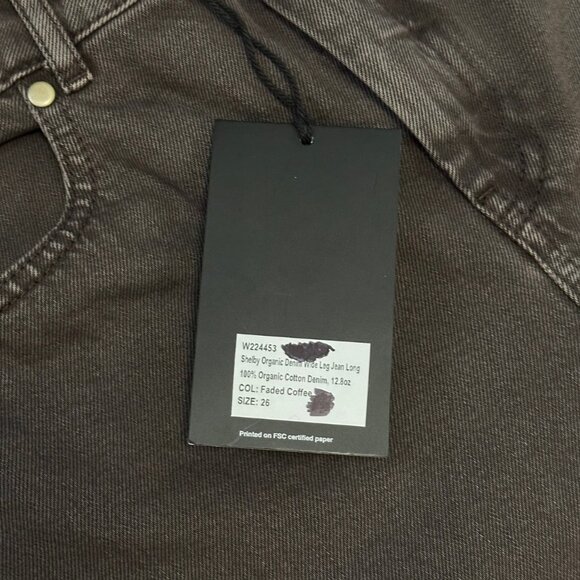 W224453
Shelby Organic Denim Wide Leg Jean Long
100% Organic Cotton Denim, 12.8oz
COL: Faded Coffee
SIZE: 26
Printed on FSC certified paper